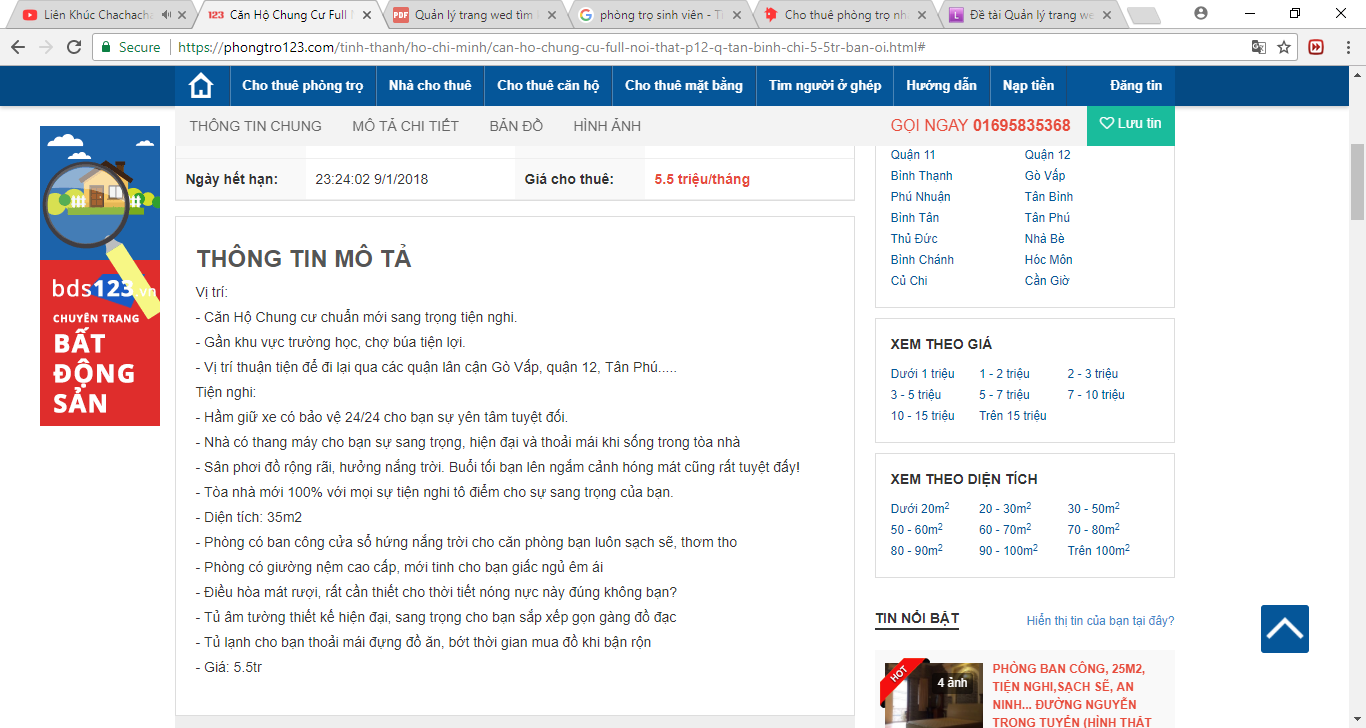 Liên Khúc Chachacha
Căn Hộ Chung Cư Full
Quản lý trang wed tìm
phòng trọ sinh viên - Tì
Cho thuê phòng trọ nh
Đề tài Quản lý trang we
Secure https://phongtro123.com/tinh-thanh/ho-chi-minh/can-ho-chung-cu-full-noi-that-p12-q-tan-binh-chi-5-5tr-ban-oi.html#
Cho thuê phòng trọ Nhà cho thuê Cho thuê căn hộ Cho thuê mặt bằng Tìm người ở ghép Hướng dẫn Nạp tiền Đăng tin
THÔNG TIN CHUNG MÔ TẢ CHI TIẾT BẢN ĐỒ HÌNH ẢNH GỌI NGAY 01695835368 Lưu tin
Ngày hết hạn: 23:24:02 9/1/2018 Giá cho thuê: 5.5 triệu/tháng
bds123.vn
CHUYÊN TRANG
BẤT
ĐỘNG
SẢN
THÔNG TIN MÔ TẢ
Vị trí:
- Căn Hộ Chung cư chuẩn mới sang trọng tiện nghi.
- Gần khu vực trường học, chợ búa tiện lợi.
- Vị trí thuận tiện để đi lại qua các quận lân cận Gò Vấp, quận 12, Tân Phú.....
Tiện nghi:
- Hầm giữ xe có bảo vệ 24/24 cho bạn sự yên tâm tuyệt đối.
- Nhà có thang máy cho bạn sự sang trọng, hiện đại và thoải mái khi sống trong tòa nhà
- Sân phơi đồ rộng rãi, hưởng nắng trời. Buổi tối bạn lên ngắm cảnh hóng mát cũng rất tuyệt đấy!
- Tòa nhà mới 100% với mọi sự tiện nghi tô điểm cho sự sang trọng của bạn.
- Diện tích: 35m2
- Phòng có ban công cửa sổ hứng nắng trời cho căn phòng bạn luôn sạch sẽ, thơm tho
- Phòng có giường nệm cao cấp, mới tinh cho bạn giấc ngủ êm ái
- Điều hòa mát rượi, rất cần thiết cho thời tiết nóng nực này đúng không bạn?
- Tủ âm tường thiết kế hiện đại, sang trọng cho bạn sắp xếp gọn gàng đồ đạc
- Tủ lạnh cho bạn thoải mái đựng đồ ăn, bớt thời gian mua đồ khi bận rộn
- Giá: 5.5tr
Quận 11 Quận 12
Bình Thạnh Gò Vấp
Phú Nhuận Tân Bình
Bình Tân Tân Phú
Thủ Đức Nhà Bè
Bình Chánh Hóc Môn
Củ Chi Cần Giờ
XEM THEO GIÁ
Dưới 1 triệu 1 - 2 triệu 2 - 3 triệu
3 - 5 triệu 5 - 7 triệu 7 - 10 triệu
10 - 15 triệu Trên 15 triệu
XEM THEO DIỆN TÍCH
Dưới 20m² 20 - 30m² 30 - 50m²
50 - 60m² 60 - 70m² 70 - 80m²
80 - 90m² 90 - 100m² Trên 100m²
TIN NỔI BẬT Hiển thị tin của bạn tại đây?
HOT
4 ảnh
PHÒNG BAN CÔNG, 25M2,
TIỆN NGHI,SẠCH SẼ, AN
NINH... ĐƯỜNG NGUYỄN
TRỌNG TUYỂN (HÌNH THẬT